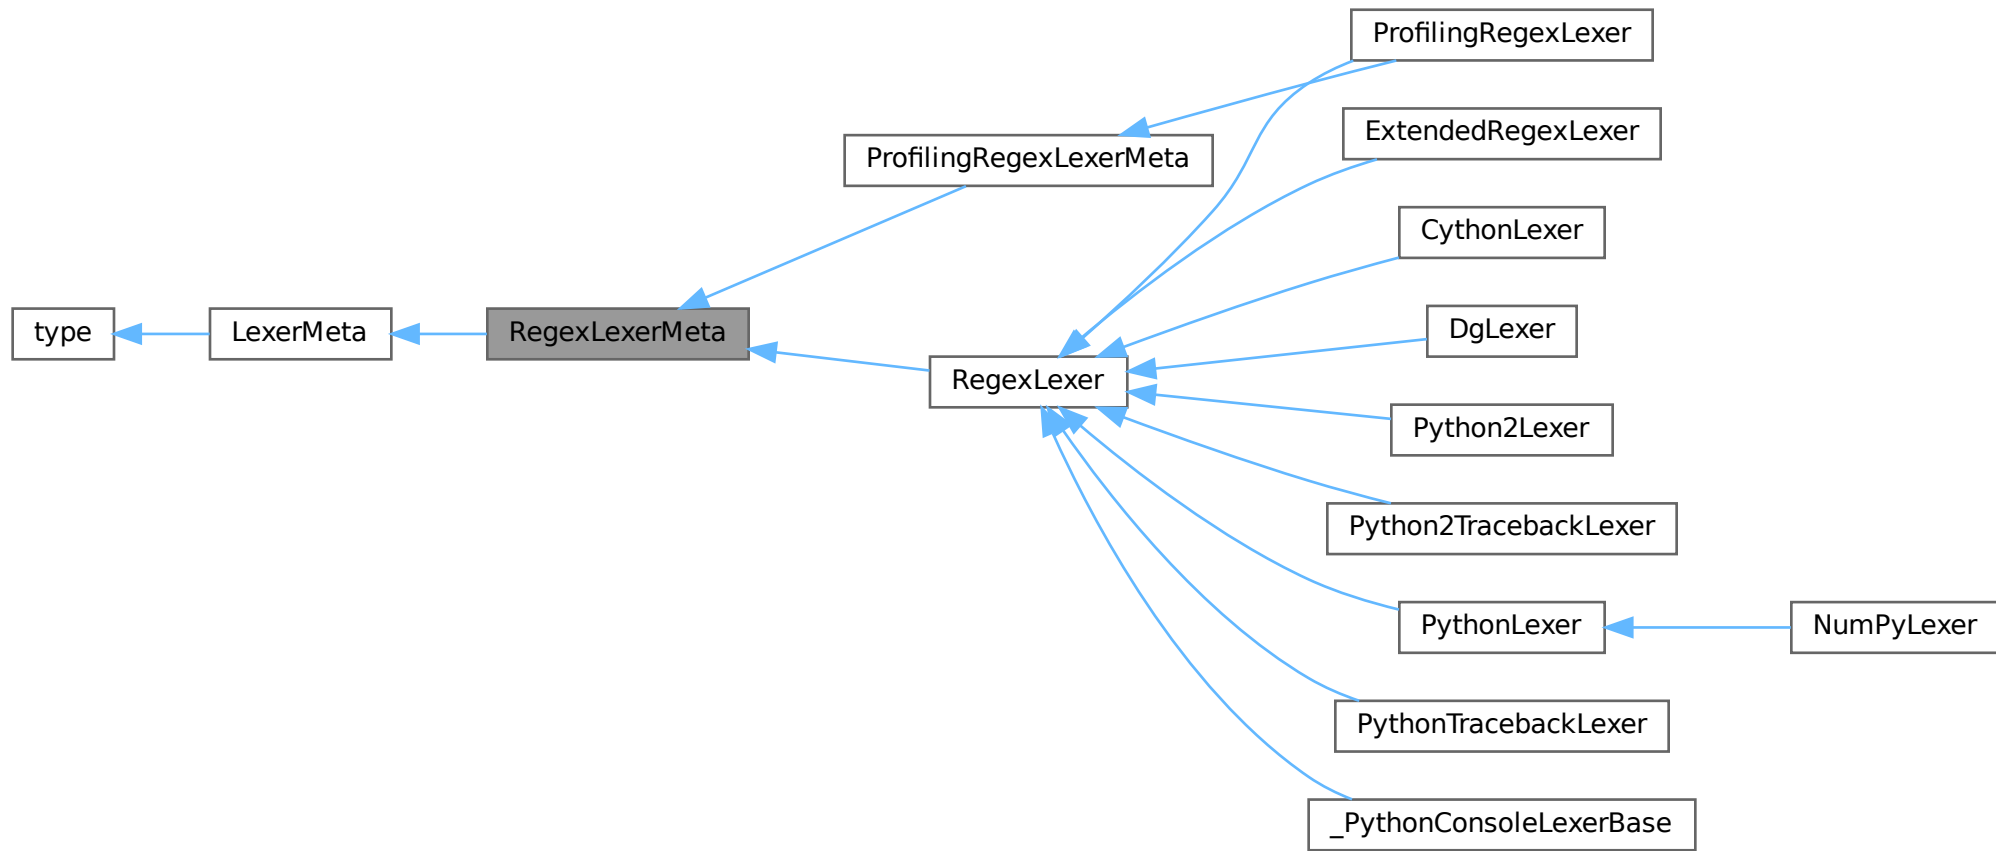 ProfilingRegexLexer
ExtendedRegexLexer
ProfilingRegexLexerMeta
CythonLexer
type
LexerMeta
RegexLexerMeta
DgLexer
RegexLexer
Python2Lexer
Python2TracebackLexer
PythonLexer
NumPyLexer
PythonTracebackLexer
_PythonConsoleLexerBase